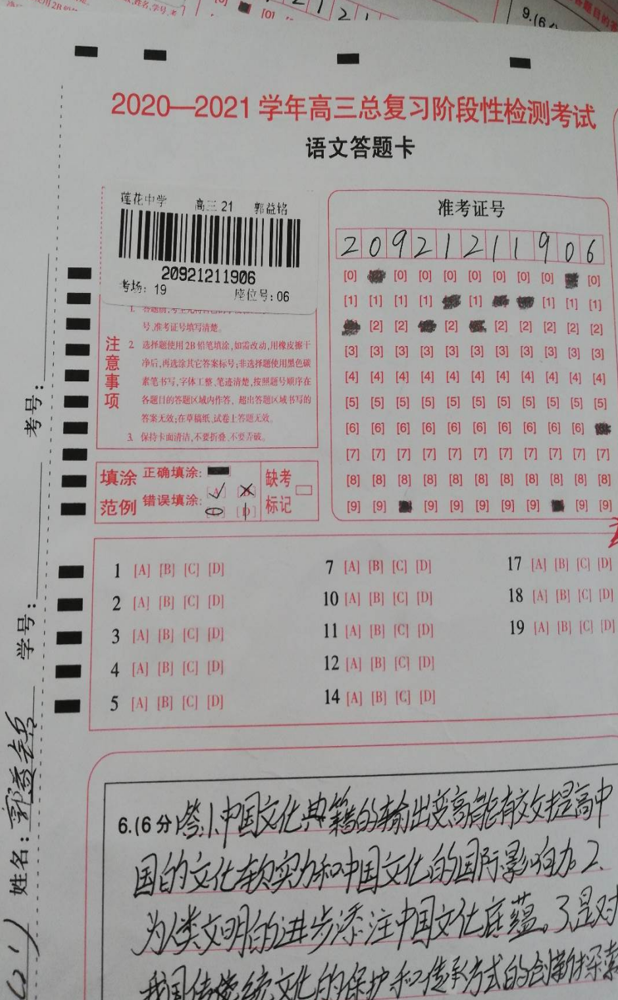 9.(6分
2020—2021学年高三总复习阶段性检测考试
语文答题卡
莲花中学 高三21 郭益铭
20921211906
考场：19 座位号：06
准考证号
2 0 9 2 1 2 1 1 9 0 6
[0] [0] [0] [0] [0] [0] [0] [0] [0]
[1] [1] [1] [1] [1] [1] [1] [1]
[2] [2] [2] [2] [2] [2] [2]
[3] [3] [3] [3] [3] [3] [3] [3] [3] [3] [3]
[4] [4] [4] [4] [4] [4] [4] [4] [4] [4] [4]
[5] [5] [5] [5] [5] [5] [5] [5] [5] [5] [5]
[6] [6] [6] [6] [6] [6] [6] [6] [6] [6]
[7] [7] [7] [7] [7] [7] [7] [7] [7] [7] [7]
[8] [8] [8] [8] [8] [8] [8] [8] [8] [8] [8]
[9] [9] [9] [9] [9] [9] [9] [9] [9]
注意事项
号,准考证号填写清楚。
2. 选择题使用2B铅笔填涂,如需改动,用橡皮擦干
净后,再选涂其它答案标号;非选择题使用黑色碳
素笔书写,字体工整、笔迹清楚,按照题号顺序在
各题目的答题区域内作答，超出答题区域书写的
答案无效;在草稿纸、试卷上答题无效。
3. 保持卡面清洁,不要折叠、不要弄破。
填涂范例
正确填涂：
错误填涂：
缺考标记
1 [A] [B] [C] [D]
2 [A] [B] [C] [D]
3 [A] [B] [C] [D]
4 [A] [B] [C] [D]
5 [A] [B] [C] [D]
7 [A] [B] [C] [D]
10 [A] [B] [C] [D]
11 [A] [B] [C] [D]
12 [A] [B] [C] [D]
14 [A] [B] [C] [D]
17 [A] [B] [C] [D]
18 [A] [B] [C] [D]
19 [A] [B] [C] [D]
6.(6分 答:1.中国文化典籍的输出变高能有效提高中
国的文化软实力和中国文化的国际影响力 2.
为人类文明的进步添注中国文化底蕴。3.是对
我国传统文化的保护和传承方式的创新探索
考号：
学号：
姓名：郭益铭
(21)